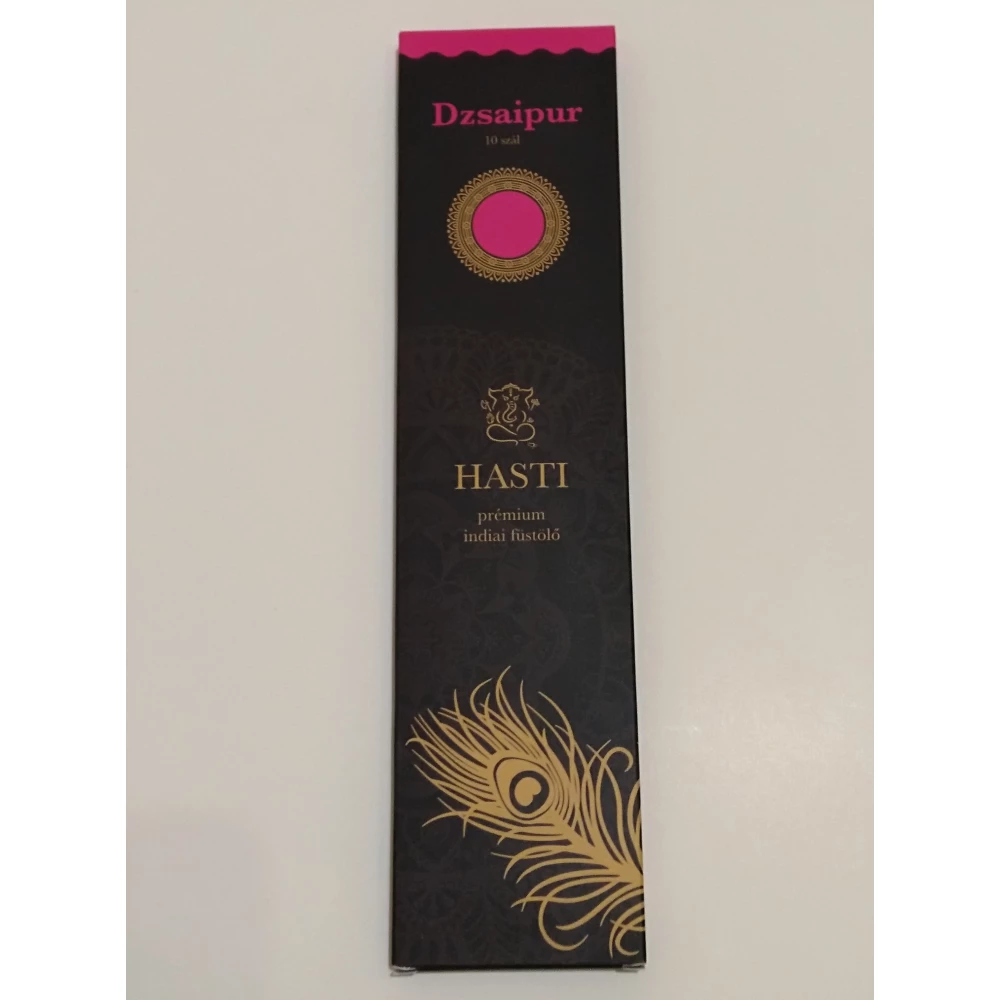 Dzsaipur
10 szál
HASTI
prémium
indiai füstölő